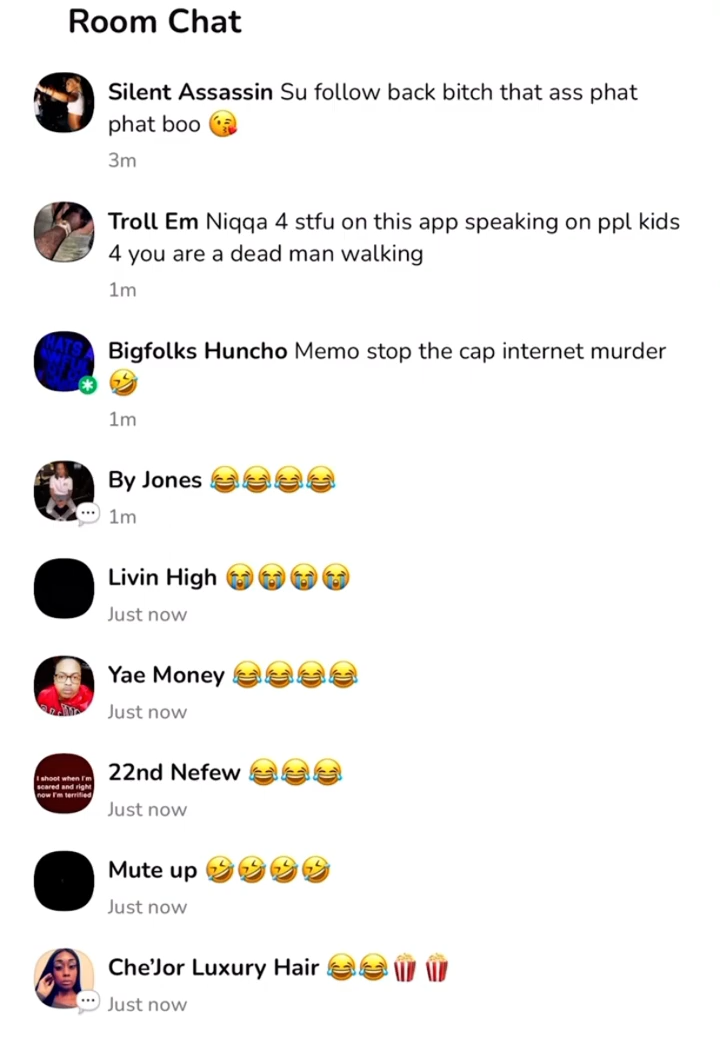 Room Chat
Silent Assassin Su follow back bitch that ass phat
phat boo 😘
3m
Troll Em Niqqa 4 stfu on this app speaking on ppl kids
4 you are a dead man walking
1m
Bigfolks Huncho Memo stop the cap internet murder
🤣
1m
By Jones 😂😂😂😂
1m
Livin High 😭😭😭😭
Just now
Yae Money 😂😂😂😂
Just now
22nd Nefew 😂😂😂
Just now
I shoot when I'm
scared and right
now I'm terrified
Mute up 🤣🤣🤣🤣
Just now
Che'Jor Luxury Hair 😂😂🍿🍿
Just now